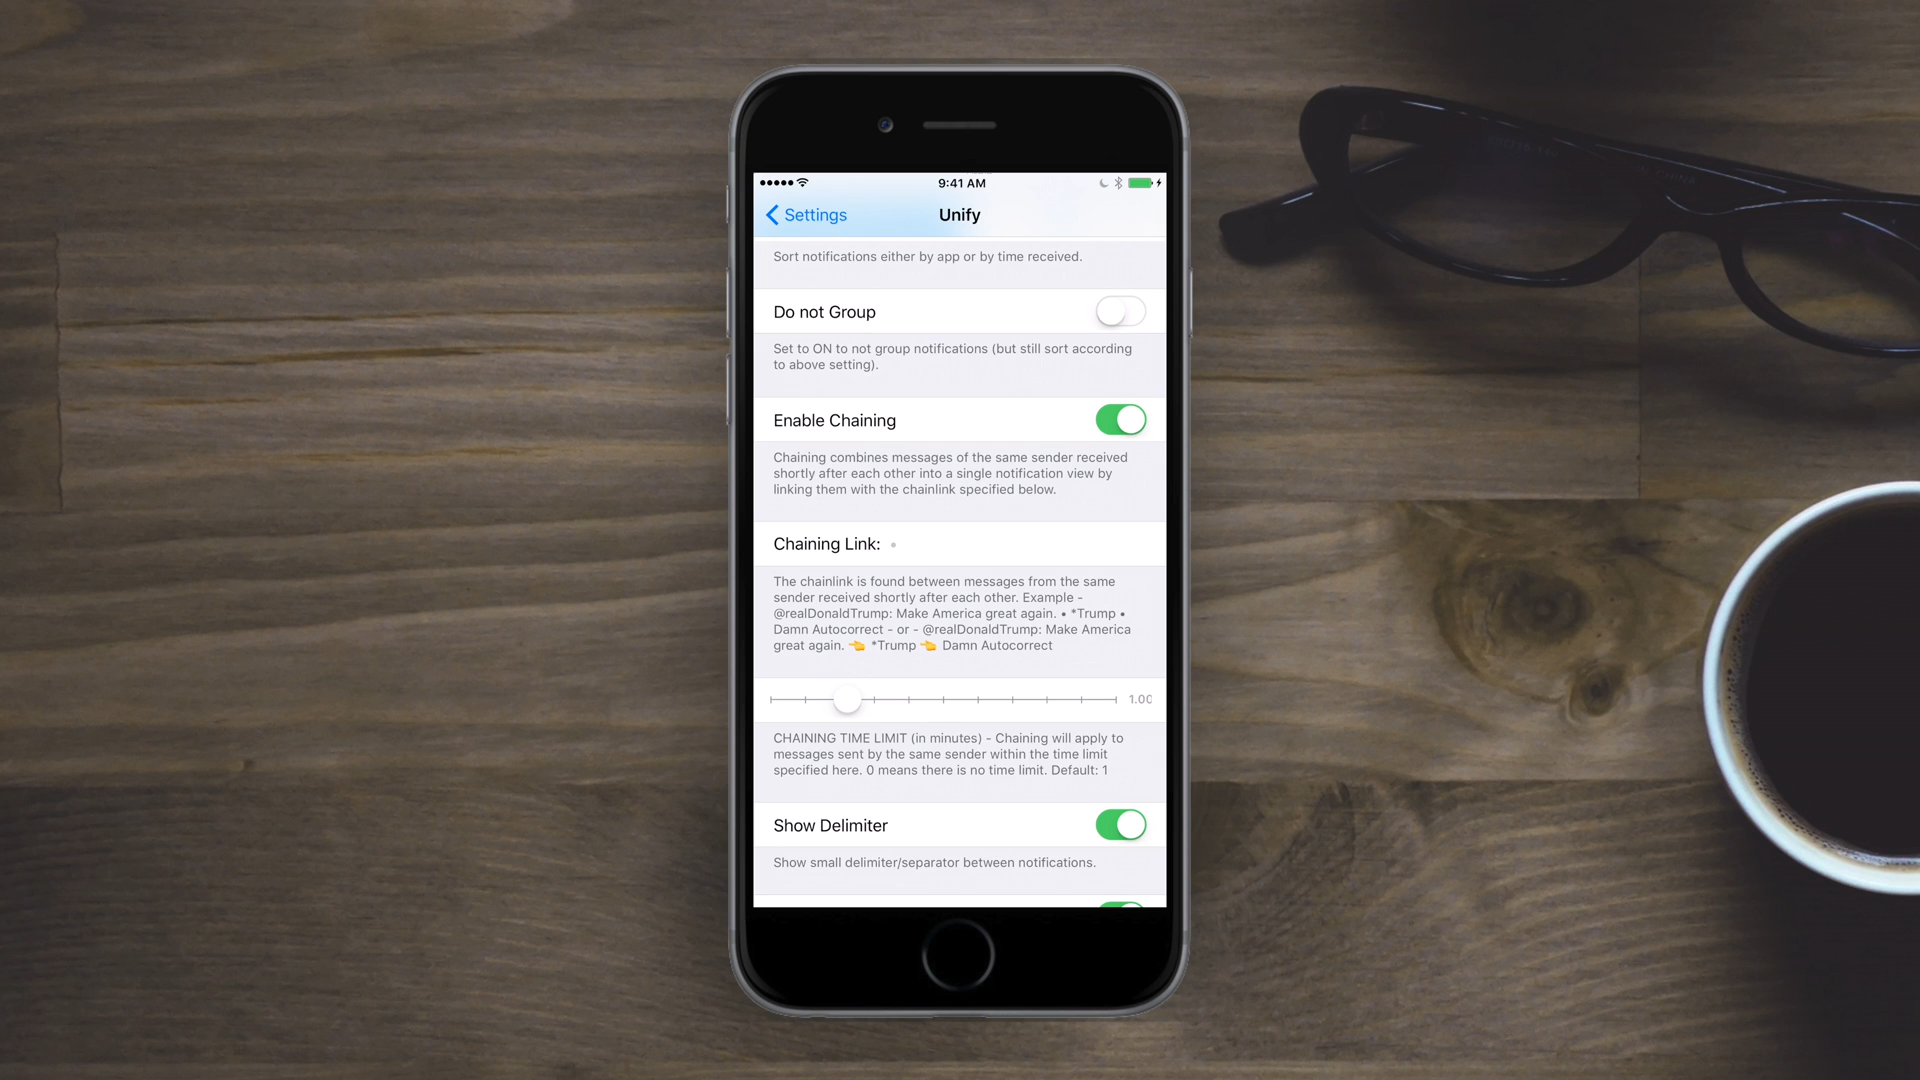 9:41 AM
Settings
Unify
Sort notifications either by app or by time received.
Do not Group
Set to ON to not group notifications (but still sort according
to above setting).
Enable Chaining
Chaining combines messages of the same sender received
shortly after each other into a single notification view by
linking them with the chainlink specified below.
Chaining Link: •
The chainlink is found between messages from the same
sender received shortly after each other. Example -
@realDonaldTrump: Make America great again. • *Trump •
Damn Autocorrect - or - @realDonaldTrump: Make America
great again. 👈 *Trump 👈 Damn Autocorrect
1.00
CHAINING TIME LIMIT (in minutes) - Chaining will apply to
messages sent by the same sender within the time limit
specified here. 0 means there is no time limit. Default: 1
Show Delimiter
Show small delimiter/separator between notifications.